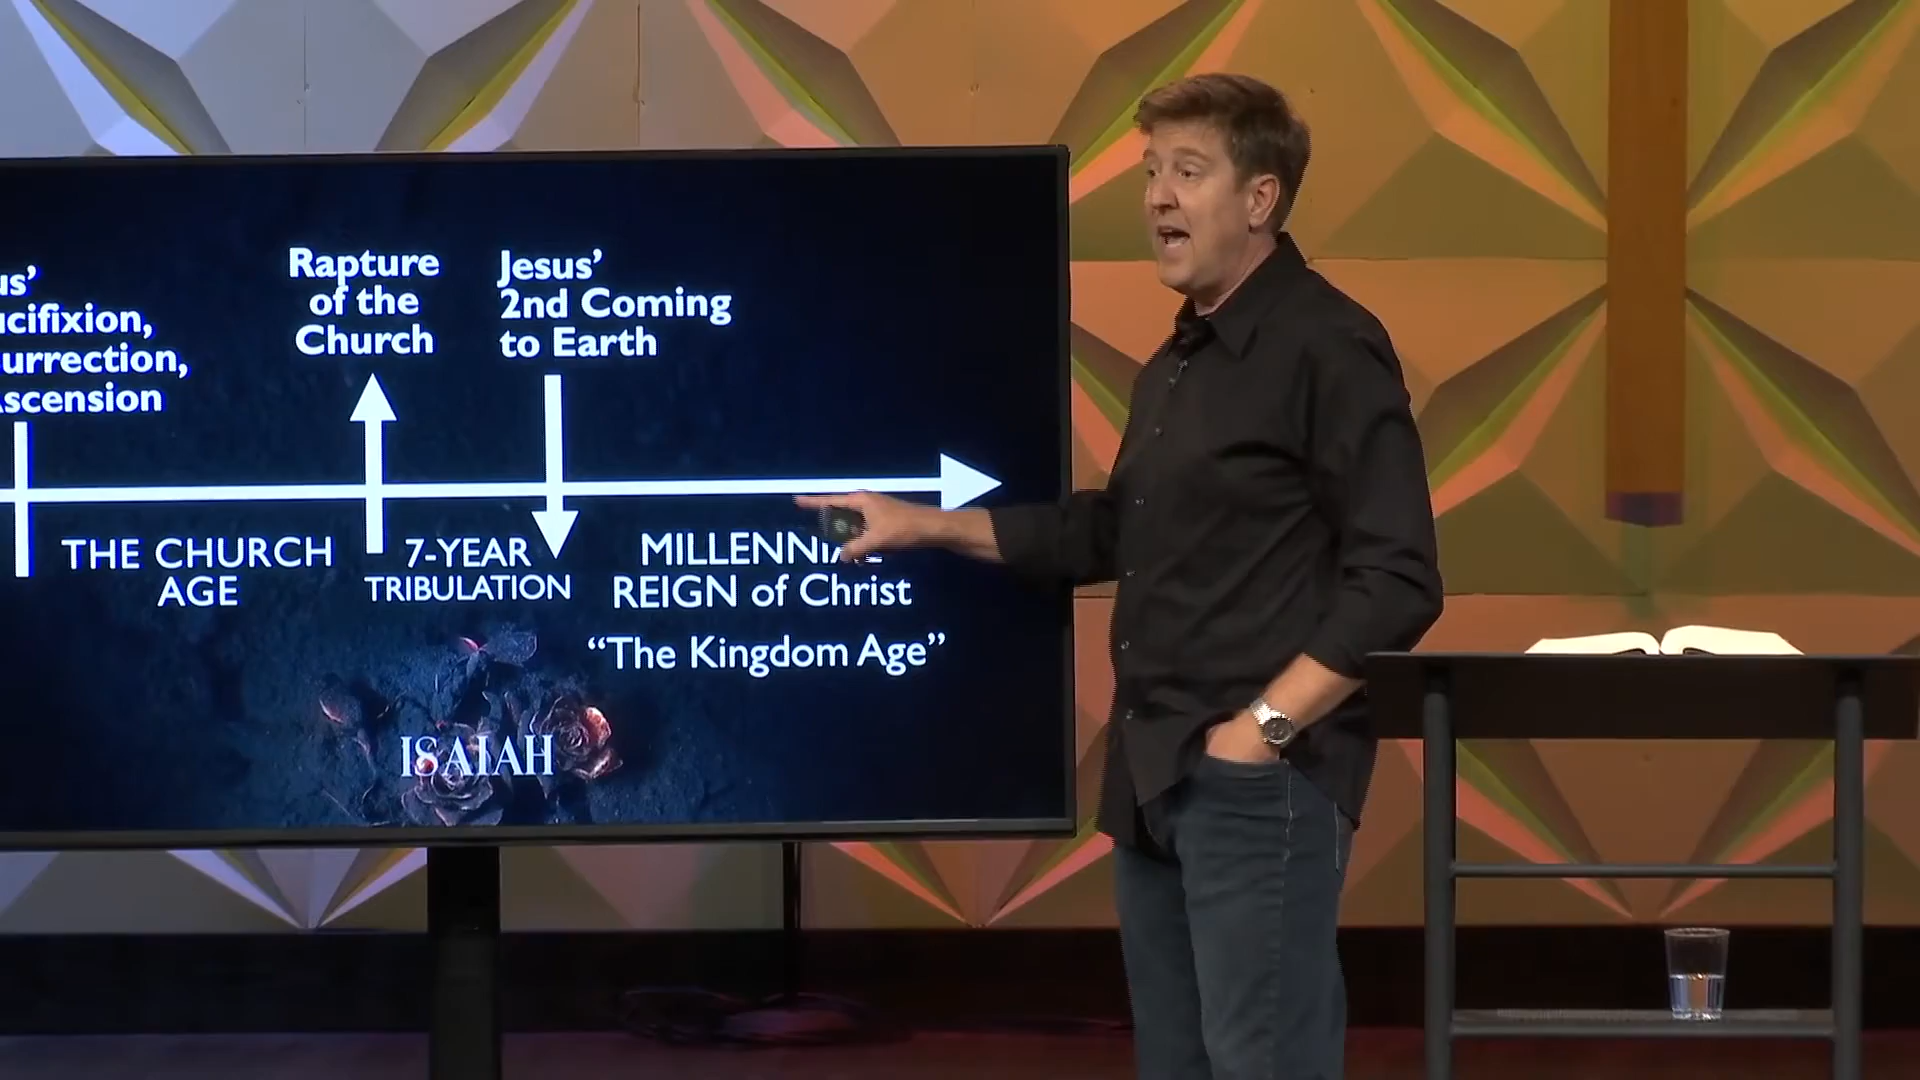 Rapture
of the
Church
Jesus’
2nd Coming
to Earth
Ascension
THE CHURCH
AGE
7-YEAR
TRIBULATION
REIGN of Christ
“The Kingdom Age”
ISAIAH